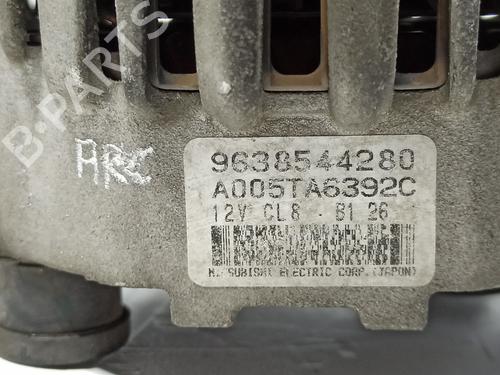 B-PARTS
ARC
9638544280
A005TA6392C
12V CL8 - B1 26
MITSUBISHI ELECTRIC CORP.(JAPON)